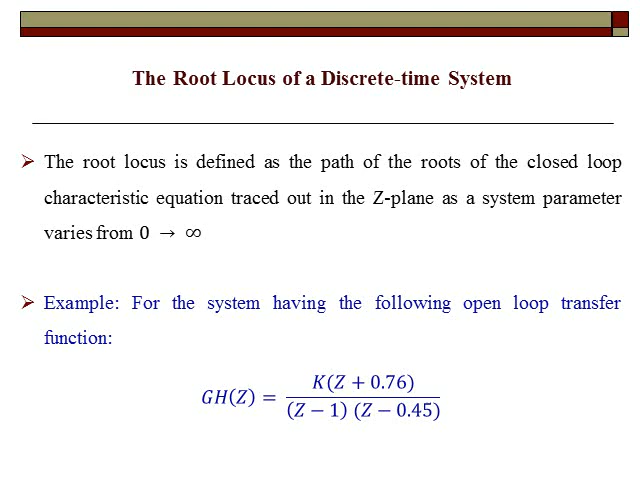 The Root Locus of a Discrete-time System
➤ The root locus is defined as the path of the roots of the closed loop
characteristic equation traced out in the Z-plane as a system parameter
varies from 0 → ∞
➤ Example: For the system having the following open loop transfer
function:
GH(Z) = K(Z + 0.76) / (Z − 1) (Z − 0.45)